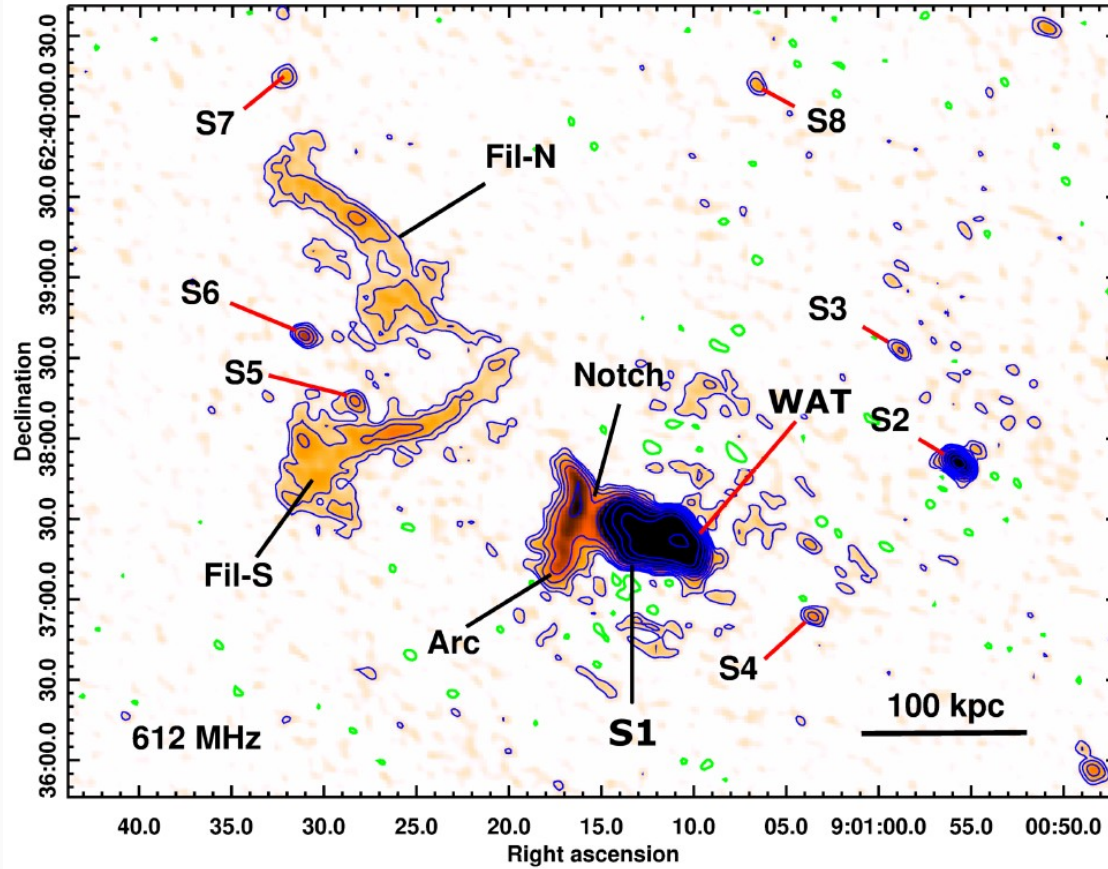 S7
S8
Fil-N
S6
S3
S5
Notch
WAT
S2
Fil-S
Arc
S4
S1
100 kpc
612 MHz
Declination
30.0
62:40:00.0
30.0
39:00.0
30.0
38:00.0
30.0
37:00.0
30.0
36:00.0
40.0 35.0 30.0 25.0 20.0 15.0 10.0 05.0 9:01:00.0 55.0 00:50.0
Right ascension